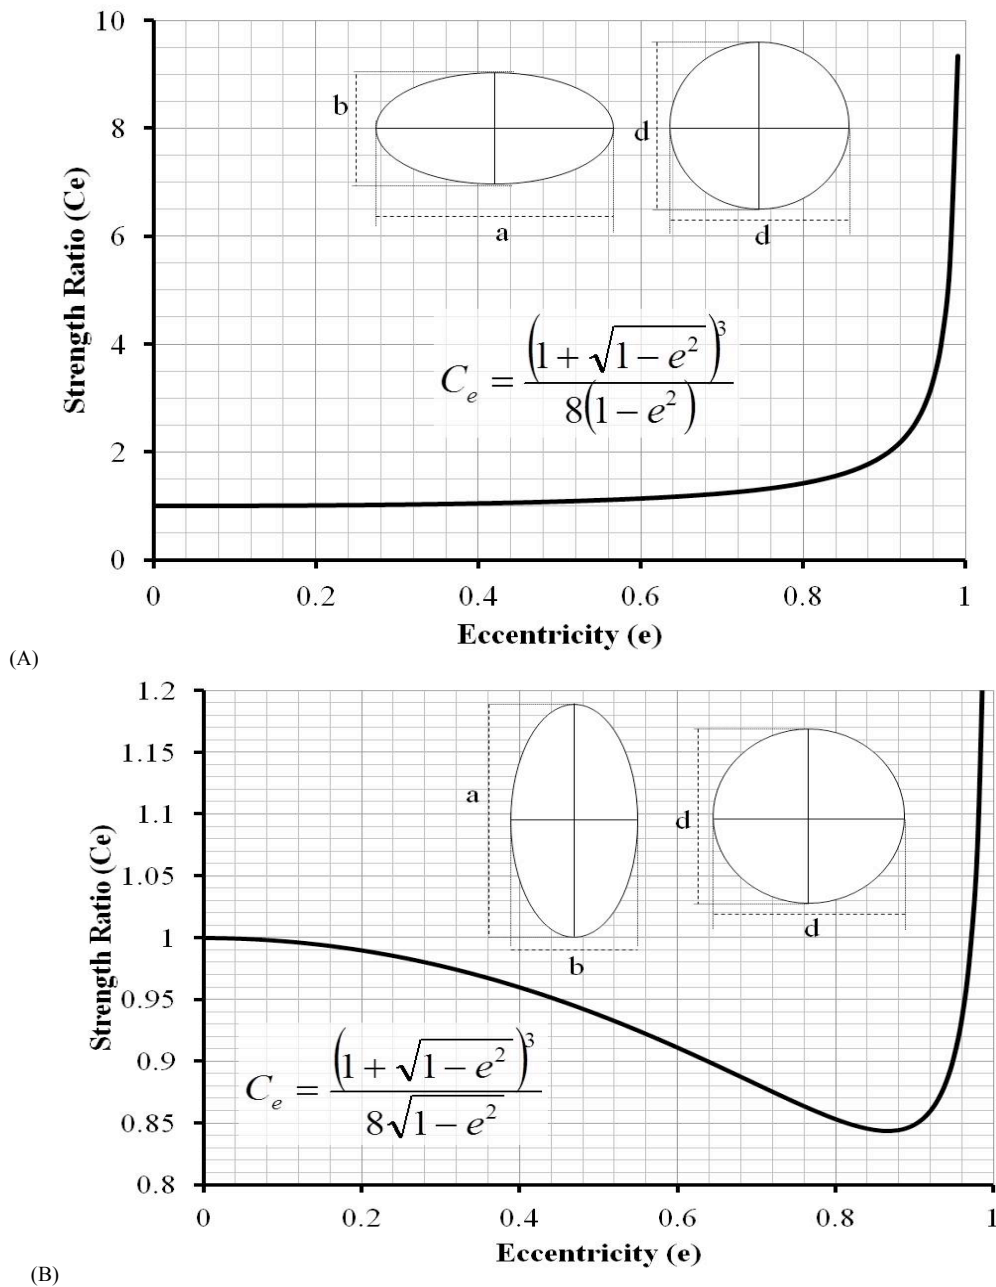 10
8
6
4
2
0
Strength Ratio (Ce)
b
a
d
d
C_e = (1 + √(1 − e²))³ / 8(1 − e²)
0 0.2 0.4 0.6 0.8 1
Eccentricity (e)
(A)
1.2
1.15
1.1
1.05
1
0.95
0.9
0.85
0.8
Strength Ratio (Ce)
a
b
d
d
C_e = (1 + √(1 − e²))³ / 8√(1 − e²)
0 0.2 0.4 0.6 0.8 1
Eccentricity (e)
(B)